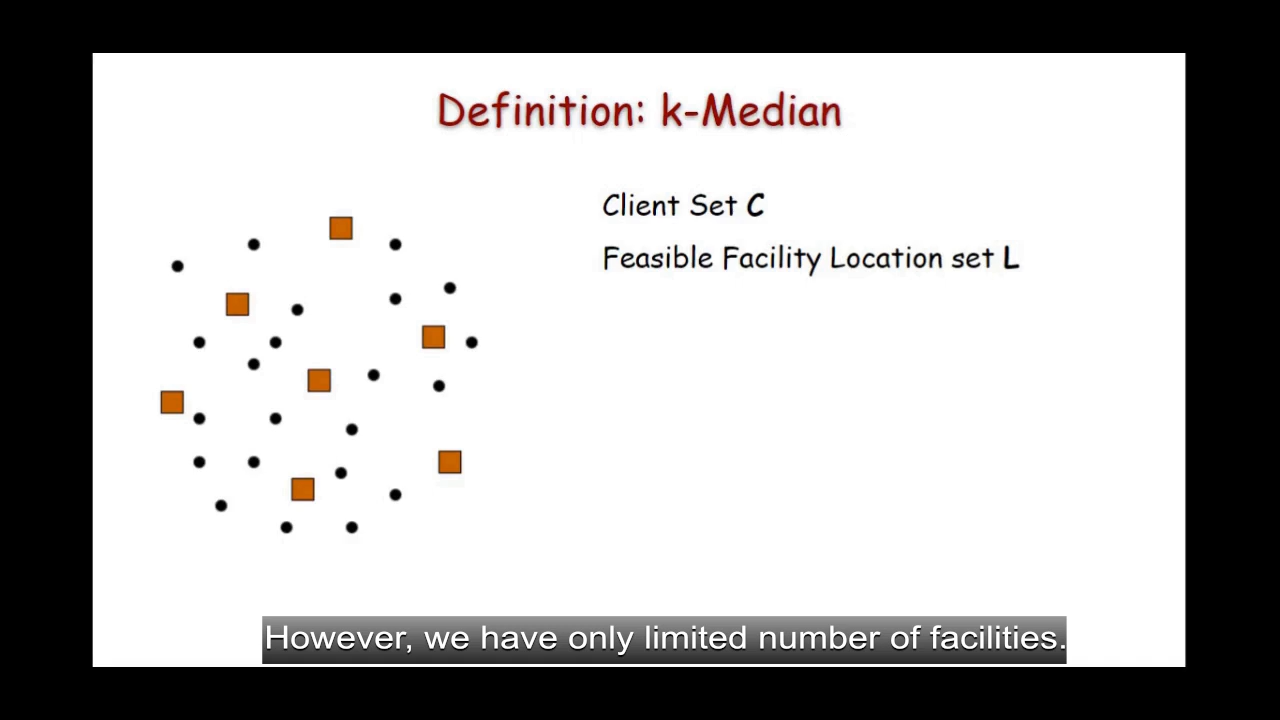 Definition: k-Median
Client Set C
Feasible Facility Location set L
However, we have only limited number of facilities.